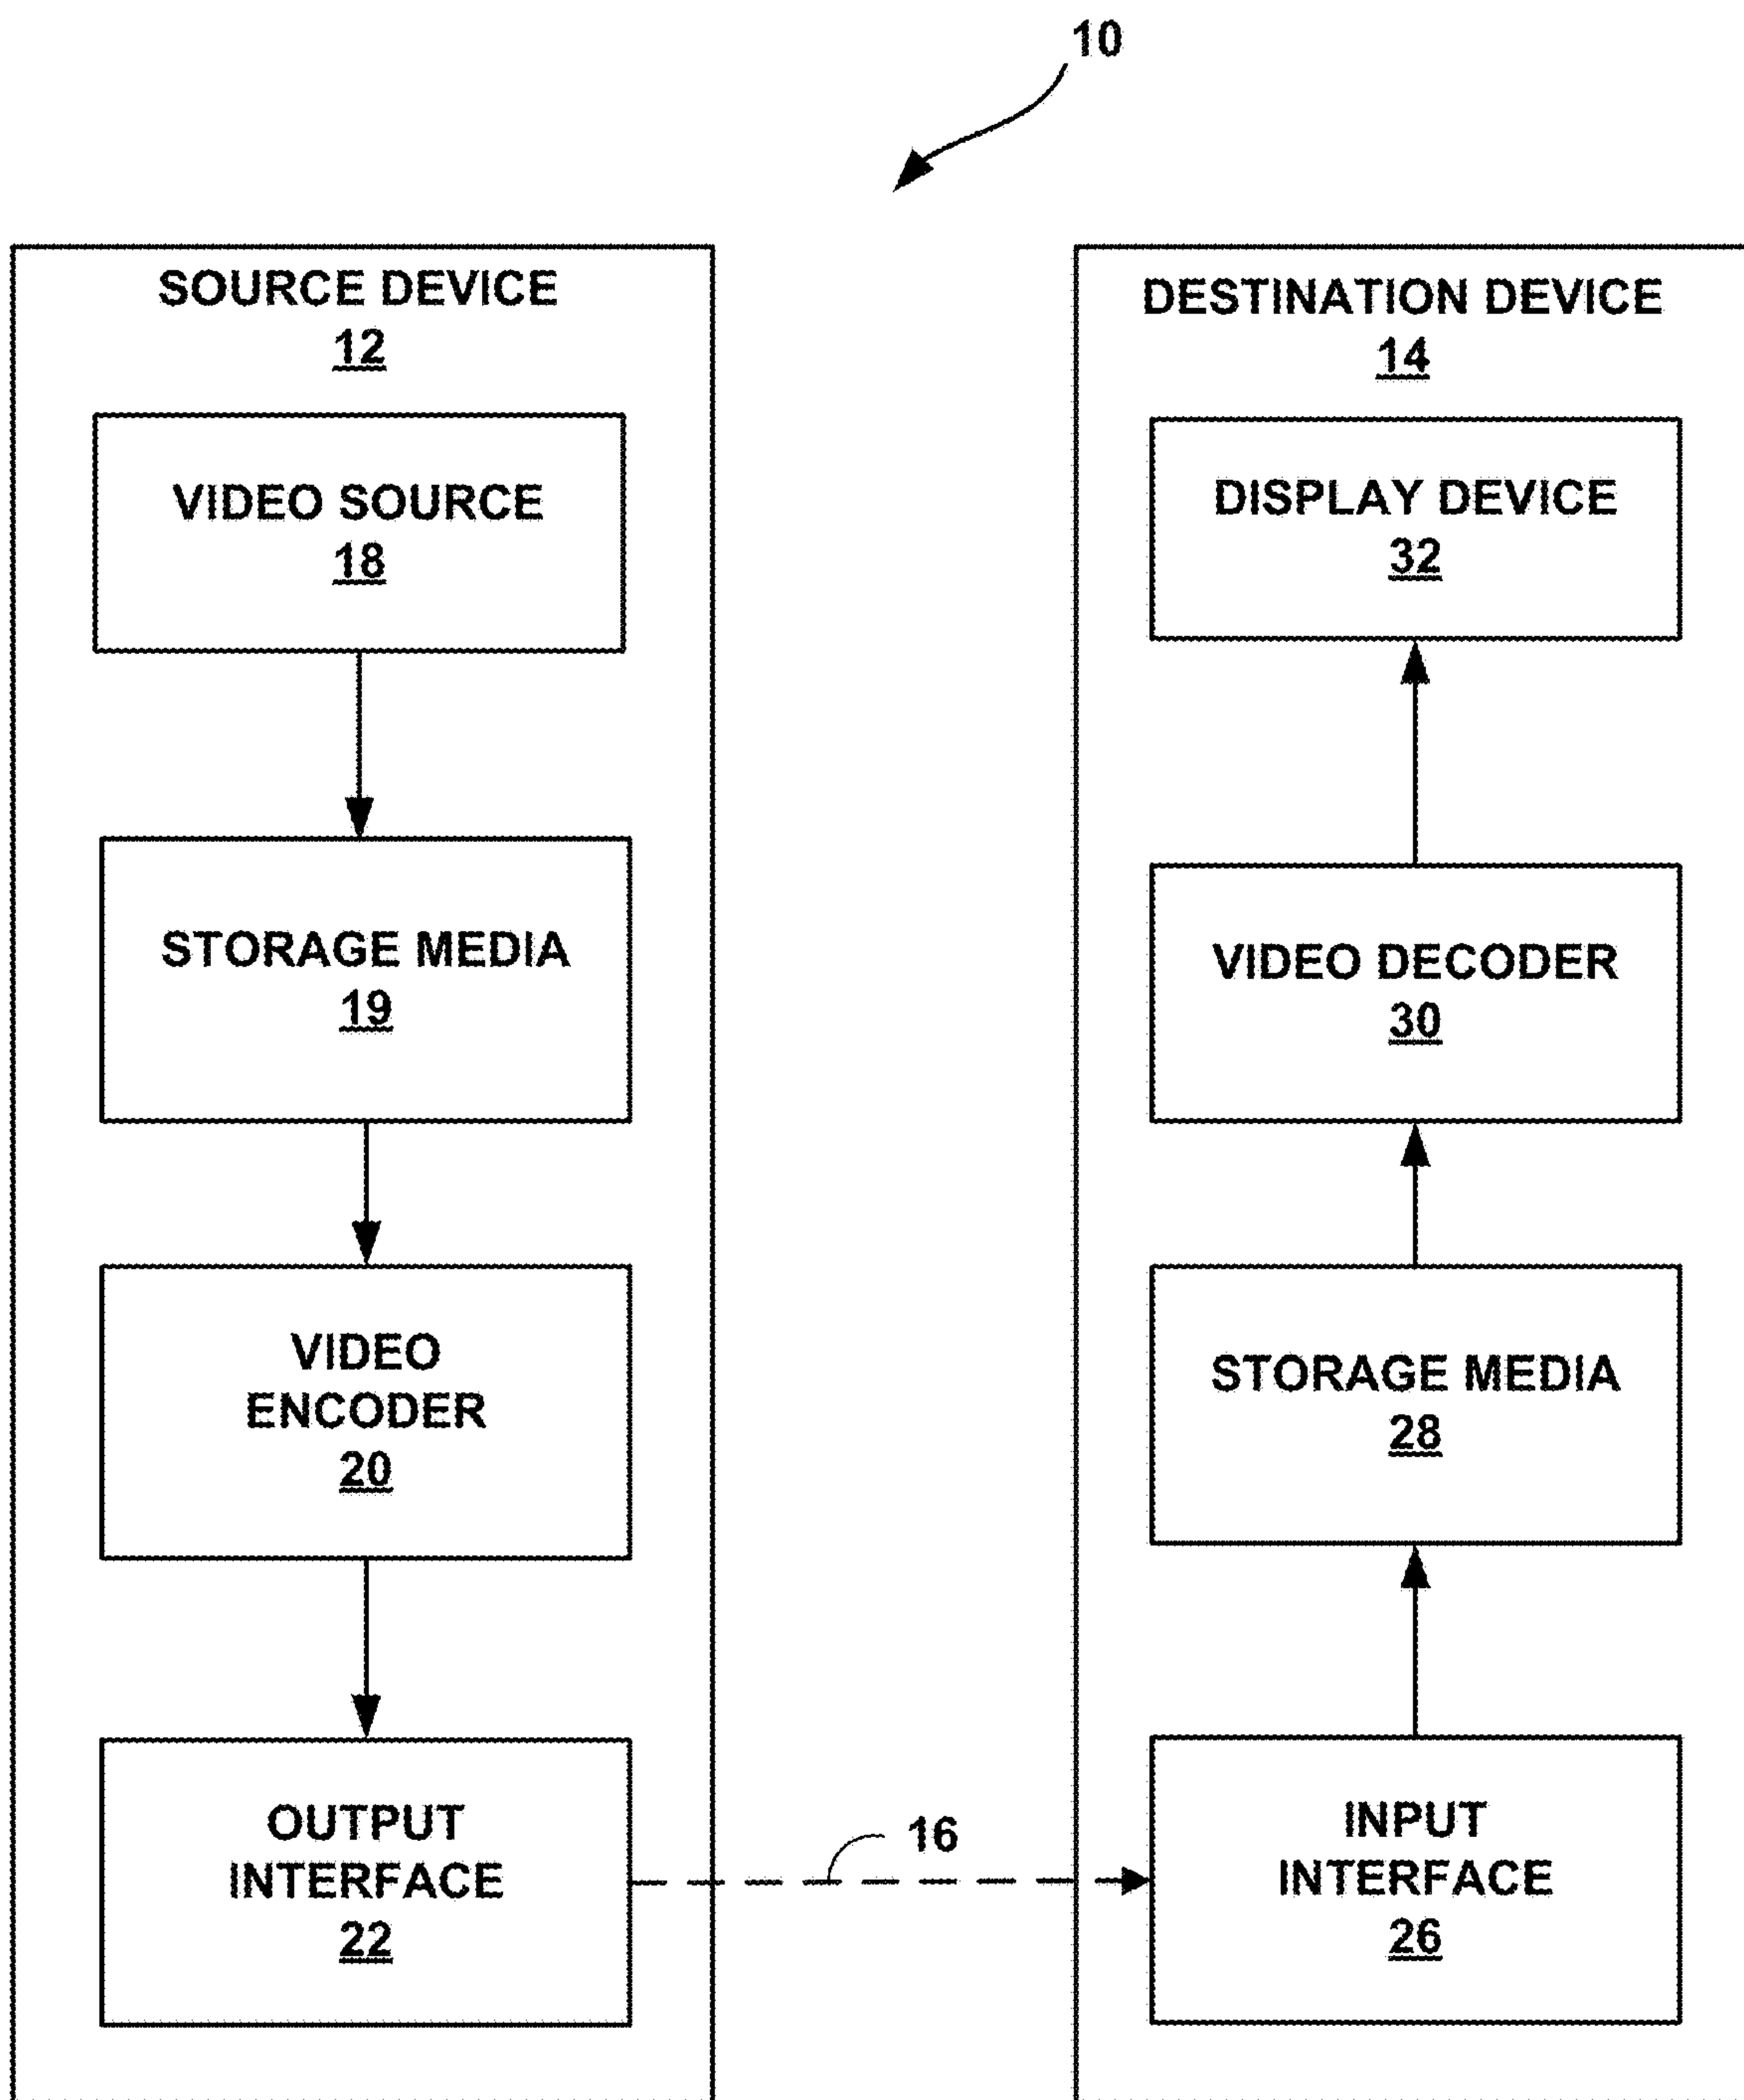 10
SOURCE DEVICE
12
VIDEO SOURCE
18
STORAGE MEDIA
19
VIDEO
ENCODER
20
OUTPUT
INTERFACE
22
16
DESTINATION DEVICE
14
DISPLAY DEVICE
32
VIDEO DECODER
30
STORAGE MEDIA
28
INPUT
INTERFACE
26